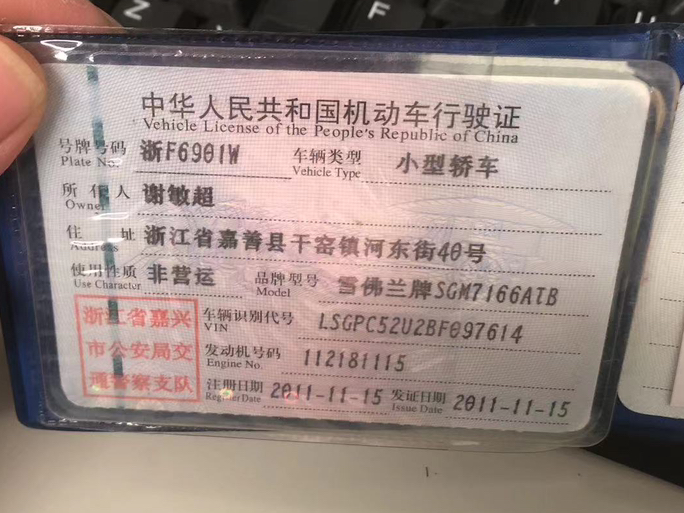 中华人民共和国机动车行驶证
Vehicle License of the People's Republic of China
号牌号码 浙F6901W 车辆类型 小型轿车
Plate No. Vehicle Type
所有人 谢敏超
Owner
住址 浙江省嘉善县干窑镇河东街40号
Address
使用性质 非营运 品牌型号 雪佛兰牌SGM7166ATB
Use Character Model
浙江省嘉兴
市公安局交
通警察支队
车辆识别代号 LSGPC52U2BF097614
VIN
发动机号码 112181115
Engine No.
注册日期 2011-11-15 发证日期 2011-11-15
Register Date Issue Date
Z
F
U